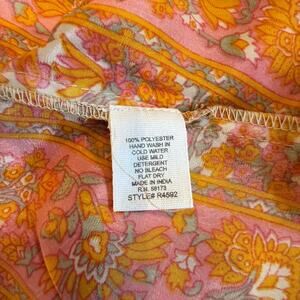 100% POLYESTER
HAND WASH IN
COLD WATER
USE MILD
DETERGENT
NO BLEACH
FLAT DRY
MADE IN INDIA
R.N. 98173
STYLE# R4592